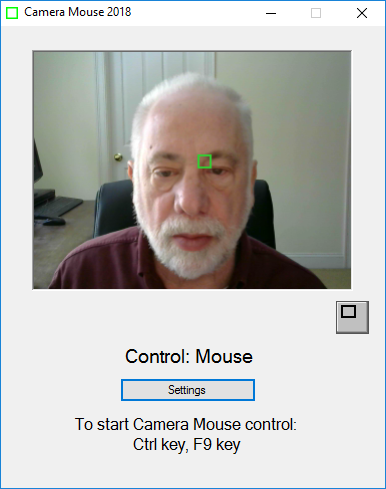 Camera Mouse 2018
Control: Mouse
Settings
To start Camera Mouse control:
Ctrl key, F9 key